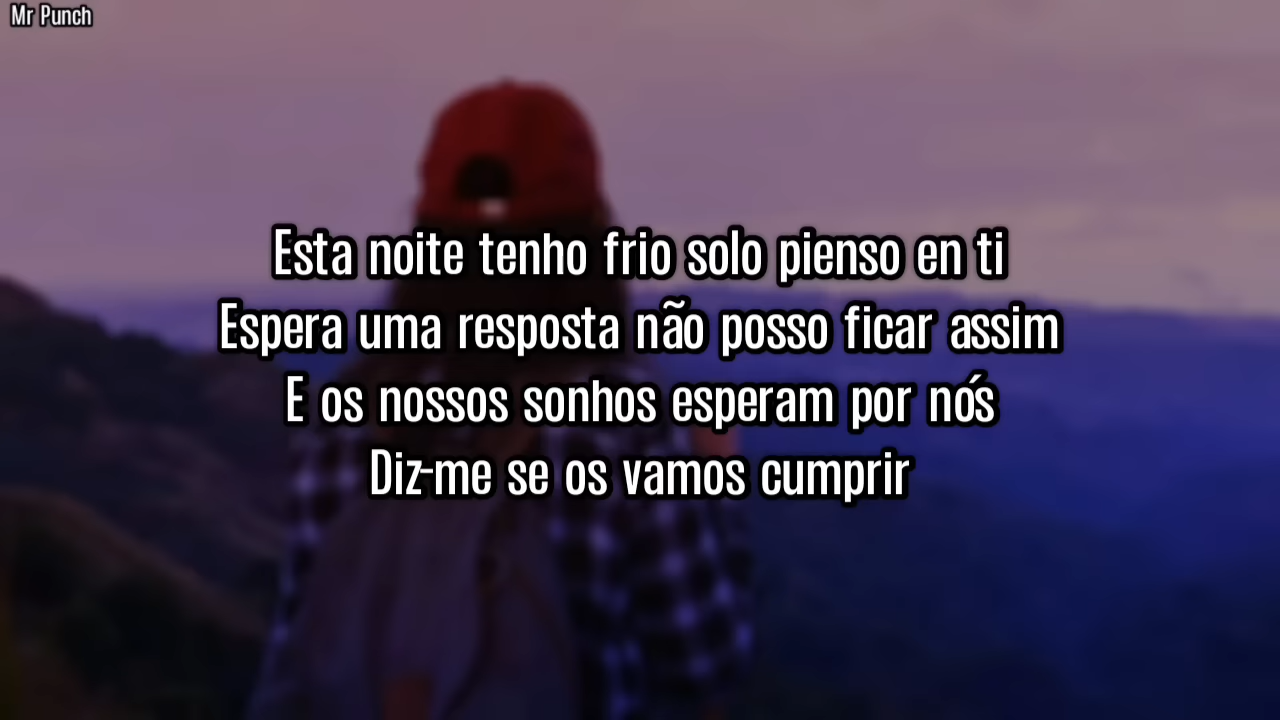 Mr Punch
Esta noite tenho frio solo pienso en ti
Espera uma resposta não posso ficar assim
E os nossos sonhos esperam por nós
Diz-me se os vamos cumprir